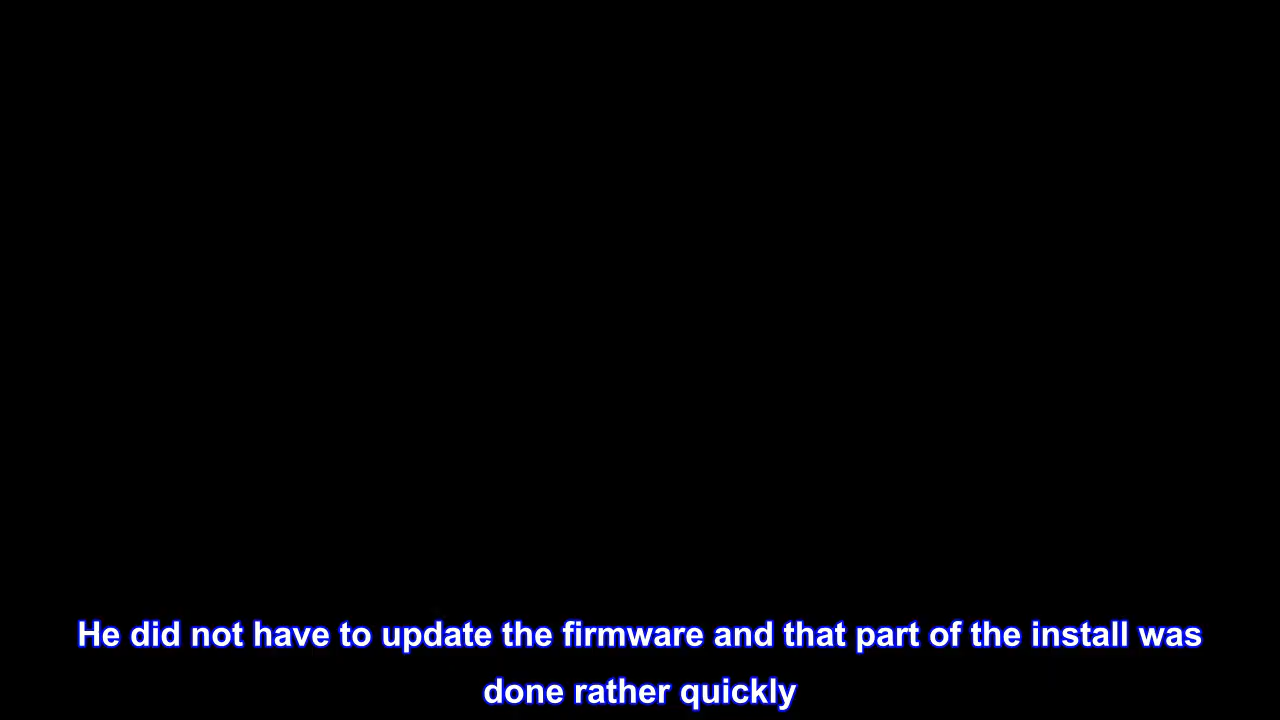 He did not have to update the firmware and that part of the install was
done rather quickly